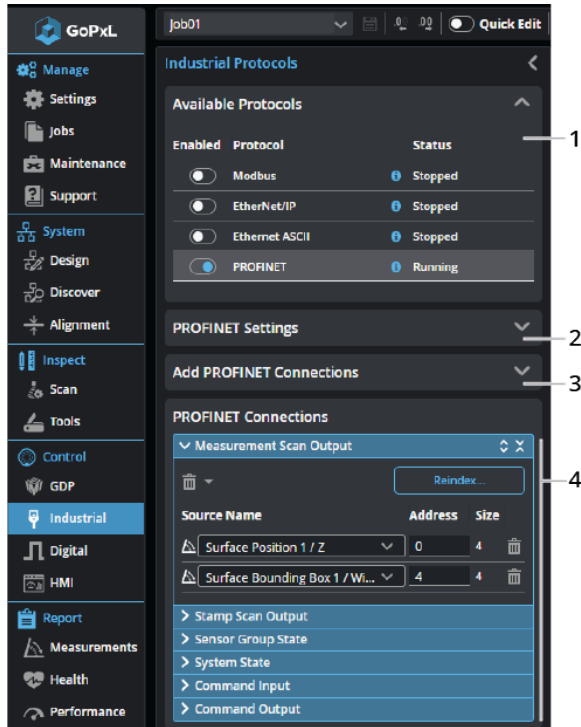 GoPxL
Job01
Quick Edit
Manage
Settings
Jobs
Maintenance
Support
System
Design
Discover
Alignment
Inspect
Scan
Tools
Control
GDP
Industrial
Digital
HMI
Report
Measurements
Health
Performance
Industrial Protocols
Available Protocols
1
Enabled Protocol Status
Modbus Stopped
EtherNet/IP Stopped
Ethernet ASCII Stopped
PROFINET Running
PROFINET Settings
2
Add PROFINET Connections
3
PROFINET Connections
Measurement Scan Output
4
Reindex...
Source Name Address Size
Surface Position 1 / Z 0 4
Surface Bounding Box 1 / Wi... 4 4
Stamp Scan Output
Sensor Group State
System State
Command Input
Command Output